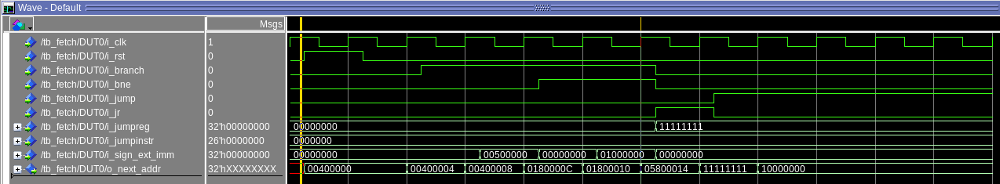 Wave - Default
Msgs
/tb_fetch/DUT0/i_clk 1
/tb_fetch/DUT0/i_rst 0
/tb_fetch/DUT0/i_branch 0
/tb_fetch/DUT0/i_bne 0
/tb_fetch/DUT0/i_jump 0
/tb_fetch/DUT0/i_jr 0
/tb_fetch/DUT0/i_jumpreg 32'h00000000 00000000 11111111
/tb_fetch/DUT0/i_jumpinstr 26'h0000000 0000000
/tb_fetch/DUT0/i_sign_ext_imm 32'h00000000 00000000 00500000 00000000 01000000 00000000
/tb_fetch/DUT0/o_next_addr 32'hXXXXXXXX 00400000 00400004 00400008 0180000C 01800010 05800014 11111111 10000000